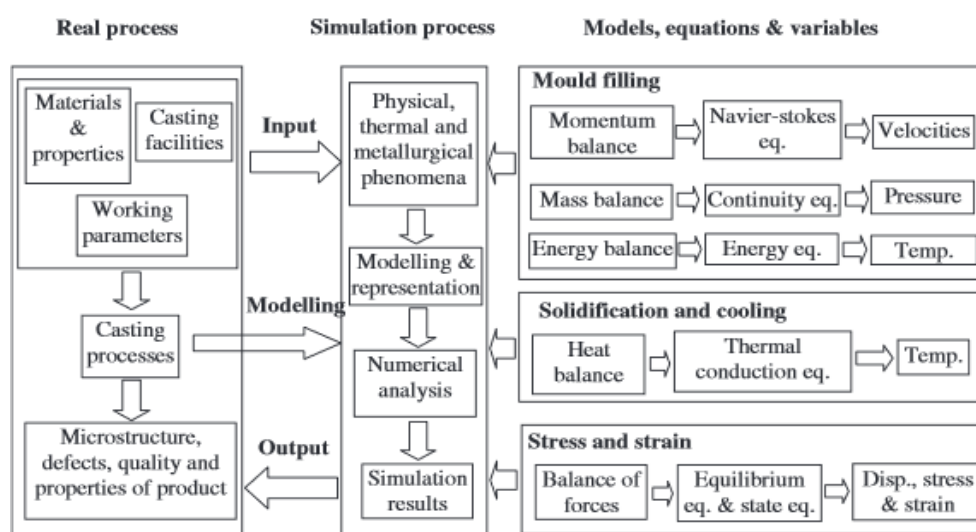 Real process
Simulation process
Models, equations & variables
Materials
&
properties
Casting
facilities
Working
parameters
Casting
processes
Microstructure,
defects, quality and
properties of product
Input
Modelling
Output
Physical,
thermal and
metallurgical
phenomena
Modelling &
representation
Numerical
analysis
Simulation
results
Mould filling
Momentum
balance
Navier-stokes
eq.
Velocities
Mass balance
Continuity eq.
Pressure
Energy balance
Energy eq.
Temp.
Solidification and cooling
Heat
balance
Thermal
conduction eq.
Temp.
Stress and strain
Balance of
forces
Equilibrium
eq. & state eq.
Disp., stress
& strain